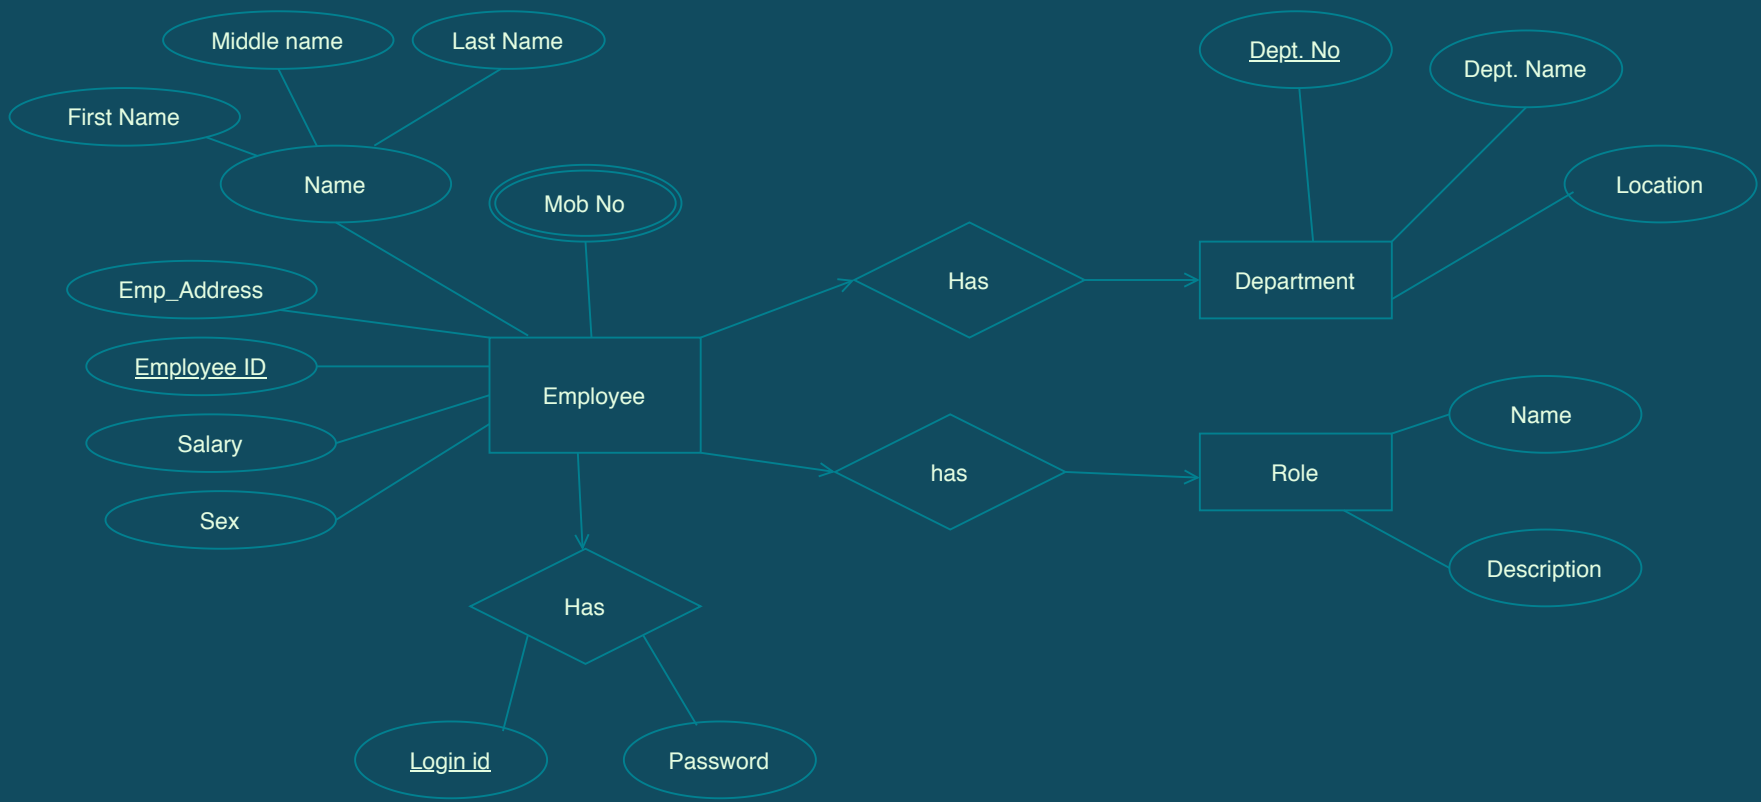 Middle name
Last Name
Dept. No
Dept. Name
First Name
Name
Mob No
Location
Emp_Address
Has
Department
Employee ID
Employee
Name
Salary
has
Role
Sex
Description
Has
Login id
Password